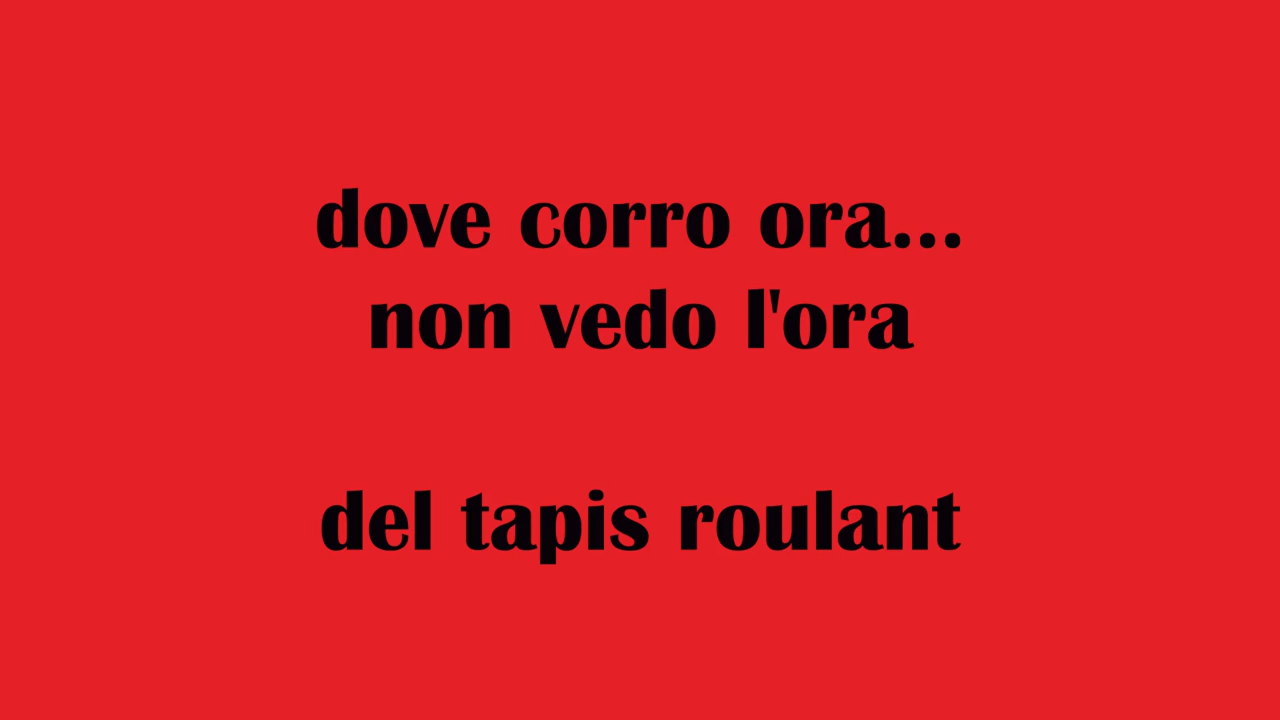 dove corro ora...
non vedo l'ora
del tapis roulant